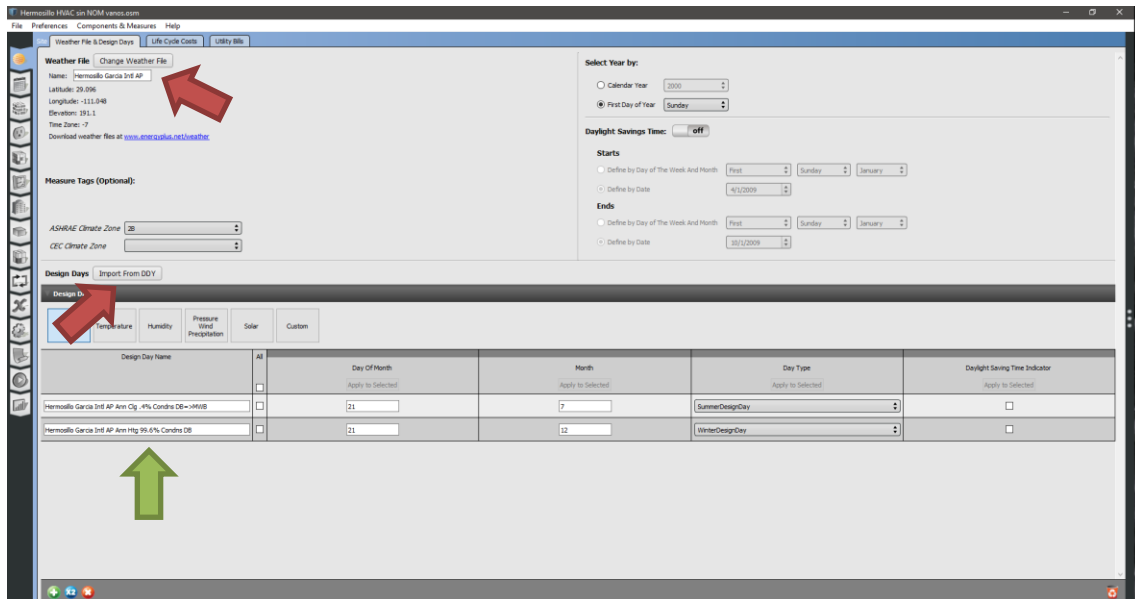 Hermosillo HVAC sin NOM vanos.osm
File Preferences Components & Measures Help
Weather File & Design Days Life Cycle Costs Utility Bills
Weather File Change Weather File
Name: Hermosillo Garcia Intl AP
Latitude: 29.096
Longitude: -111.048
Elevation: 191.1
Time Zone: -7
Download weather files at www.energyplus.net/weather
Measure Tags (Optional):
ASHRAE Climate Zone 2B
CEC Climate Zone
Select Year by:
Calendar Year 2000
First Day of Year Sunday
Daylight Savings Time: off
Starts
Define by Day of The Week And Month First Sunday January
Define by Date 4/1/2009
Ends
Define by Day of The Week And Month First Sunday January
Define by Date 10/1/2009
Design Days Import From DDY
Design
Temperature Humidity Pressure Wind Precipitation Solar Custom
Design Day Name All Day Of Month Month Day Type Daylight Saving Time Indicator
Apply to Selected Apply to Selected Apply to Selected Apply to Selected
Hermosillo Garcia Intl AP Ann Clg .4% Condns DB=>MWB 21 7 SummerDesignDay
Hermosillo Garcia Intl AP Ann Htg 99.6% Condns DB 21 12 WinterDesignDay
x2